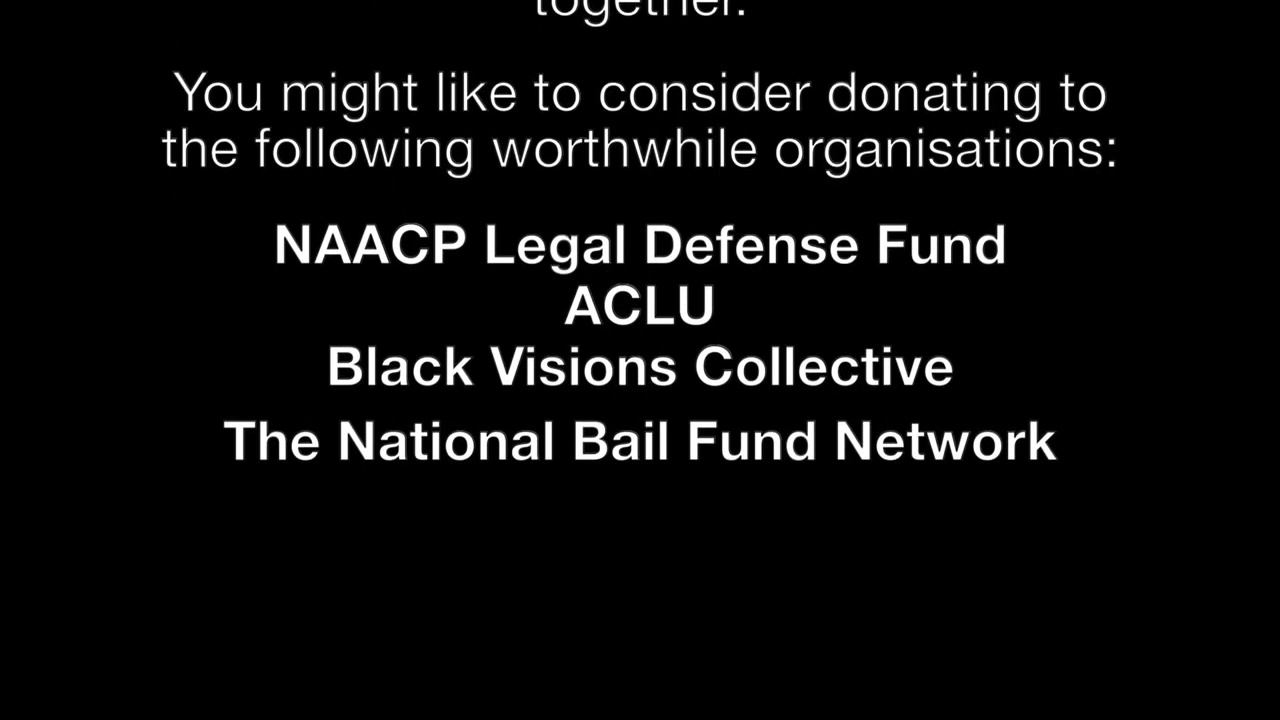 together.
You might like to consider donating to
the following worthwhile organisations:
NAACP Legal Defense Fund
ACLU
Black Visions Collective
The National Bail Fund Network